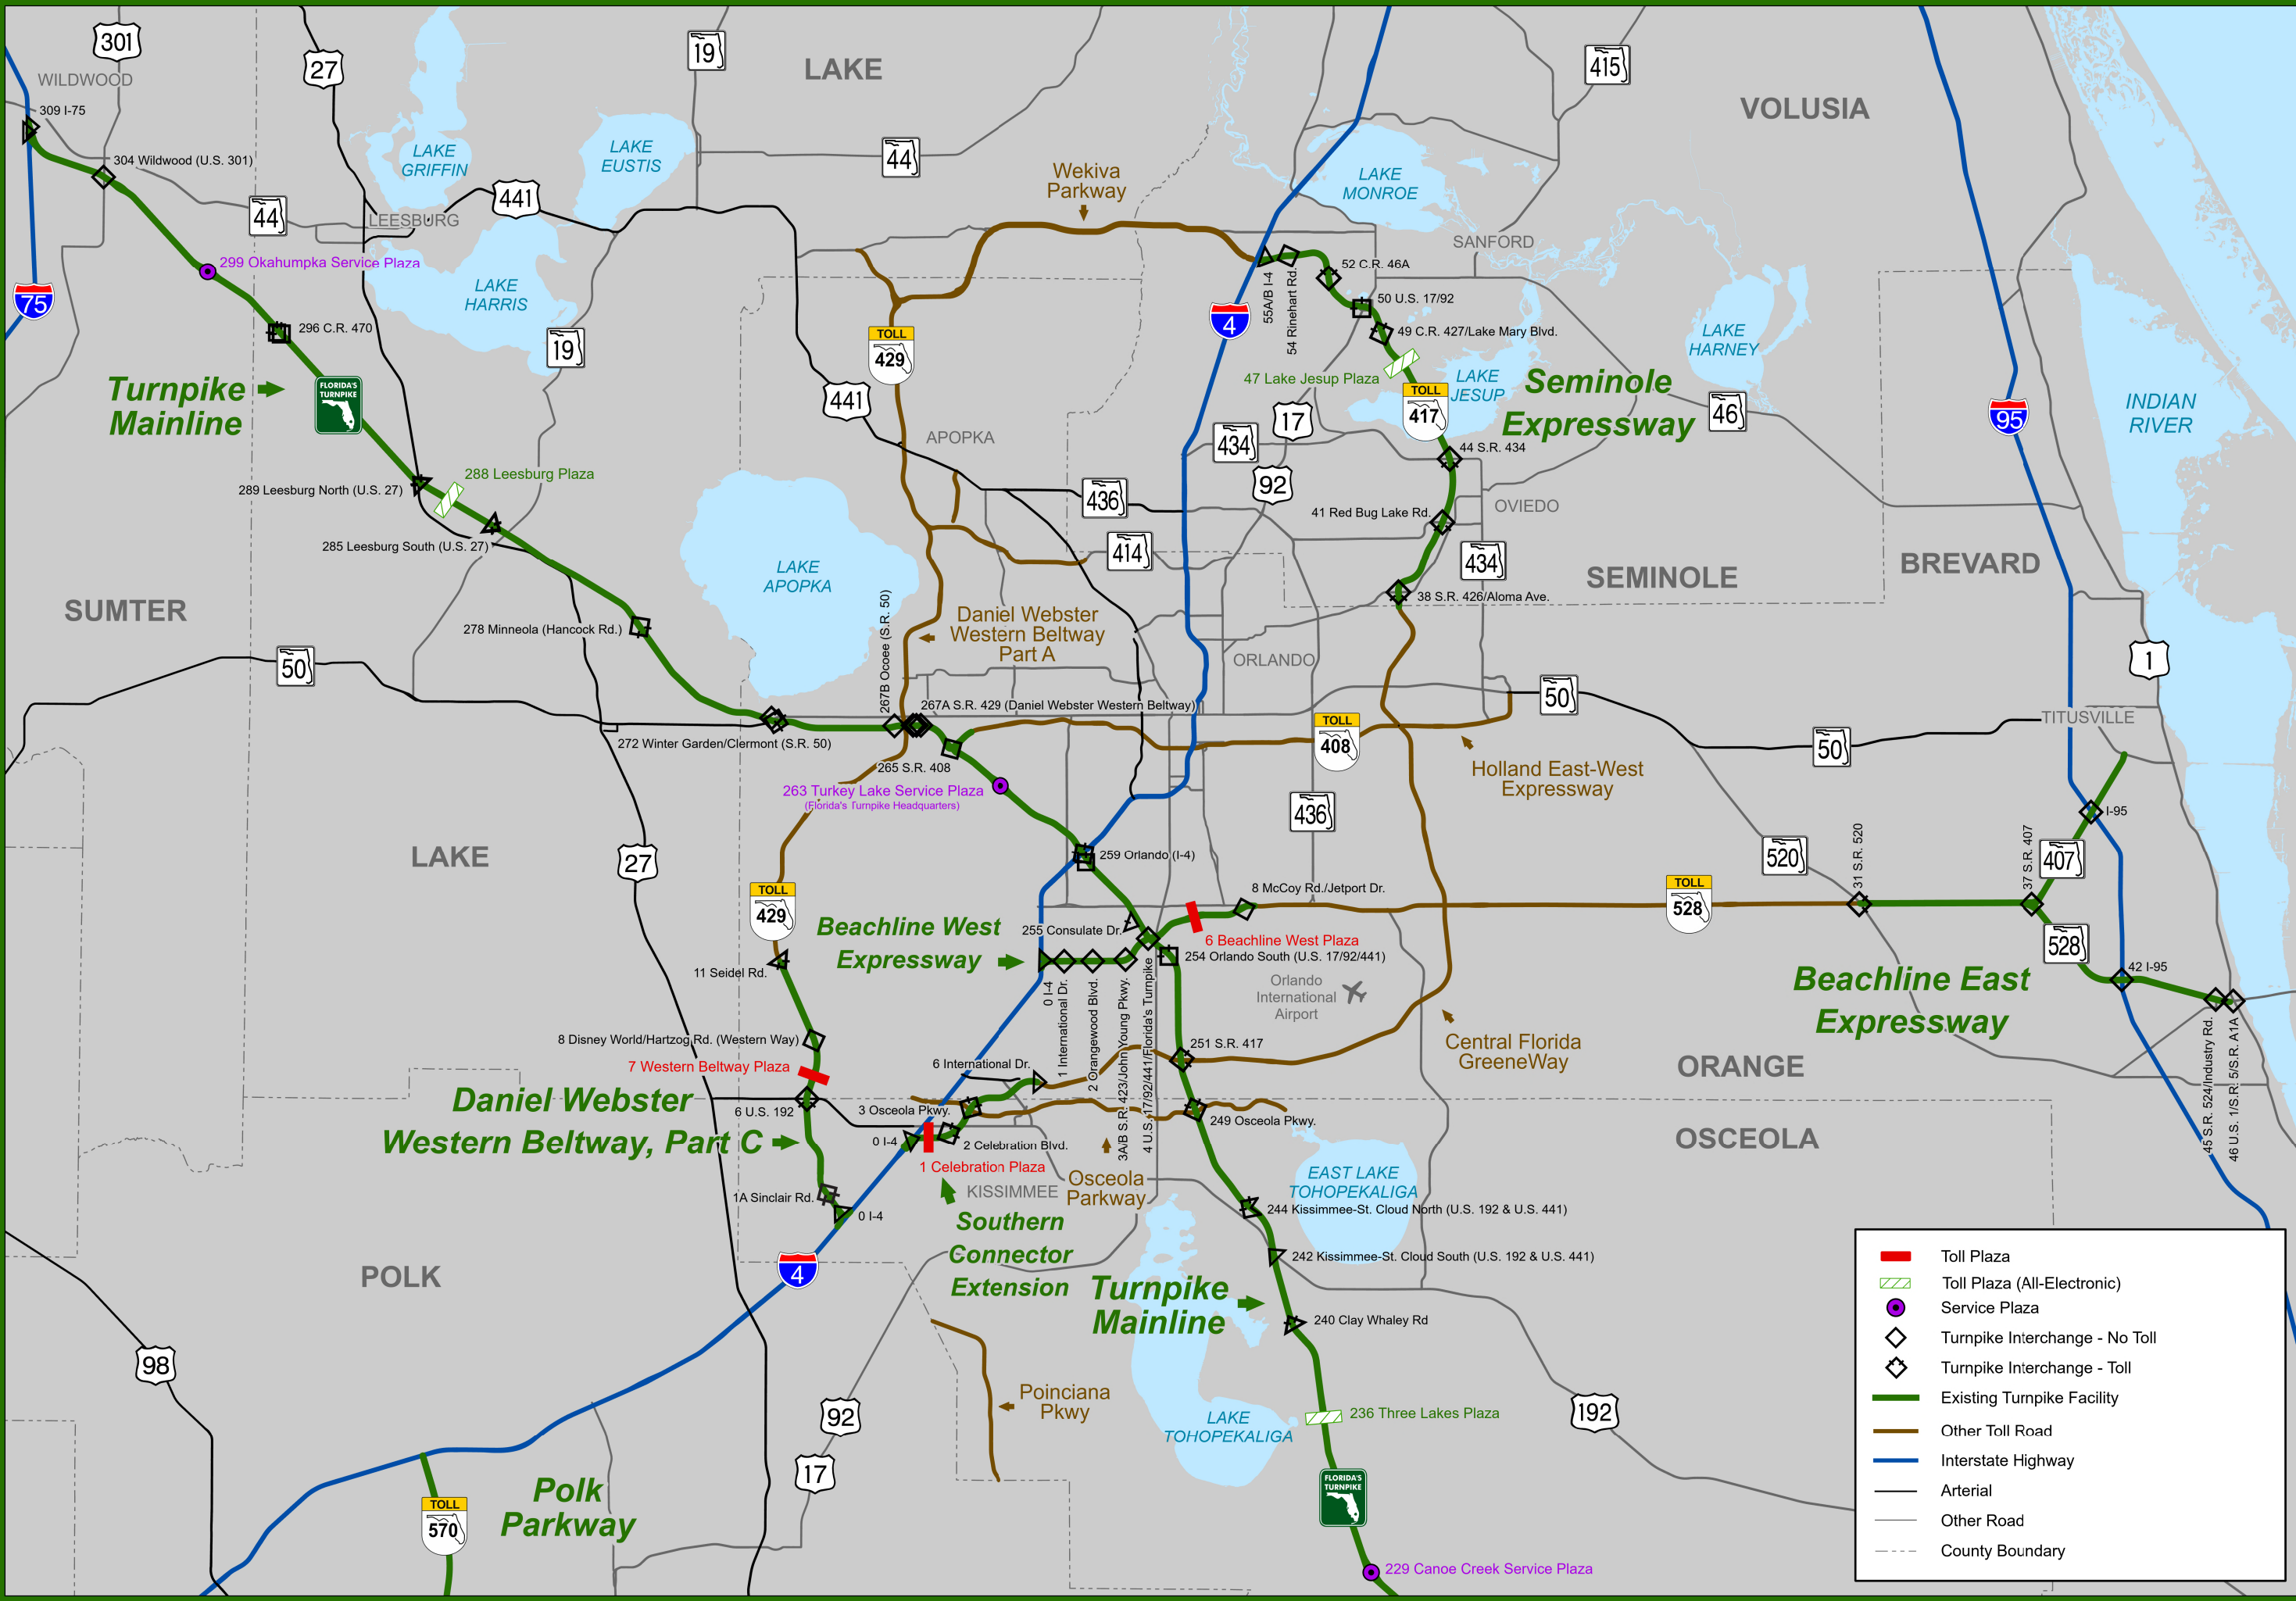 301
27
19
LAKE
415
VOLUSIA
WILDWOOD
309 I-75
304 Wildwood (U.S. 301)
LAKE
GRIFFIN
LAKE
EUSTIS
44
441
44
LEESBURG
Wekiva
Parkway
LAKE
MONROE
SANFORD
299 Okahumpka Service Plaza
75
LAKE
HARRIS
296 C.R. 470
19
TOLL
429
4
55A/B I-4
54 Rinehart Rd.
52 C.R. 46A
50 U.S. 17/92
49 C.R. 427/Lake Mary Blvd.
LAKE
HARNEY
Turnpike
Mainline
FLORIDA'S
TURNPIKE
441
47 Lake Jesup Plaza
LAKE
JESUP
TOLL
417
Seminole
Expressway
46
95
INDIAN
RIVER
17
434
APOPKA
44 S.R. 434
288 Leesburg Plaza
289 Leesburg North (U.S. 27)
92
436
OVIEDO
41 Red Bug Lake Rd.
285 Leesburg South (U.S. 27)
414
434
BREVARD
LAKE
APOPKA
SEMINOLE
SUMTER
38 S.R. 426/Aloma Ave.
278 Minneola (Hancock Rd.)
267B Ocoee (S.R. 50)
Daniel Webster
Western Beltway
Part A
ORLANDO
1
50
50
267A S.R. 429 (Daniel Webster Western Beltway)
TITUSVILLE
272 Winter Garden/Clermont (S.R. 50)
TOLL
408
50
265 S.R. 408
Holland East-West
Expressway
263 Turkey Lake Service Plaza
(Florida's Turnpike Headquarters)
436
I-95
LAKE
27
259 Orlando (I-4)
520
31 S.R. 520
37 S.R. 407
407
TOLL
429
8 McCoy Rd./Jetport Dr.
TOLL
528
Beachline West
Expressway
255 Consulate Dr.
6 Beachline West Plaza
254 Orlando South (U.S. 17/92/441)
528
11 Seidel Rd.
42 I-95
Beachline East
Expressway
0 I-4
1 International Dr.
2 Orangewood Blvd.
3A/B S.R. 423/John Young Pkwy.
4 U.S. 17/92/441/Florida's Turnpike
Orlando
International
Airport
8 Disney World/Hartzog Rd. (Western Way)
251 S.R. 417
Central Florida
GreeneWay
45 S.R. 524/Industry Rd.
46 U.S. 1/S.R. 5/S.R. A1A
7 Western Beltway Plaza
6 International Dr.
ORANGE
Daniel Webster
Western Beltway, Part C
6 U.S. 192
3 Osceola Pkwy.
249 Osceola Pkwy.
OSCEOLA
0 I-4
2 Celebration Blvd.
1 Celebration Plaza
Osceola
Parkway
EAST LAKE
TOHOPEKALIGA
KISSIMMEE
1A Sinclair Rd.
0 I-4
244 Kissimmee-St. Cloud North (U.S. 192 & U.S. 441)
Southern
Connector
Extension
242 Kissimmee-St. Cloud South (U.S. 192 & U.S. 441)
POLK
4
Turnpike
Mainline
240 Clay Whaley Rd
98
Poinciana
Pkwy
92
17
236 Three Lakes Plaza
192
LAKE
TOHOPEKALIGA
FLORIDA'S
TURNPIKE
TOLL
570
Polk
Parkway
229 Canoe Creek Service Plaza
Toll Plaza
Toll Plaza (All-Electronic)
Service Plaza
Turnpike Interchange - No Toll
Turnpike Interchange - Toll
Existing Turnpike Facility
Other Toll Road
Interstate Highway
Arterial
Other Road
County Boundary